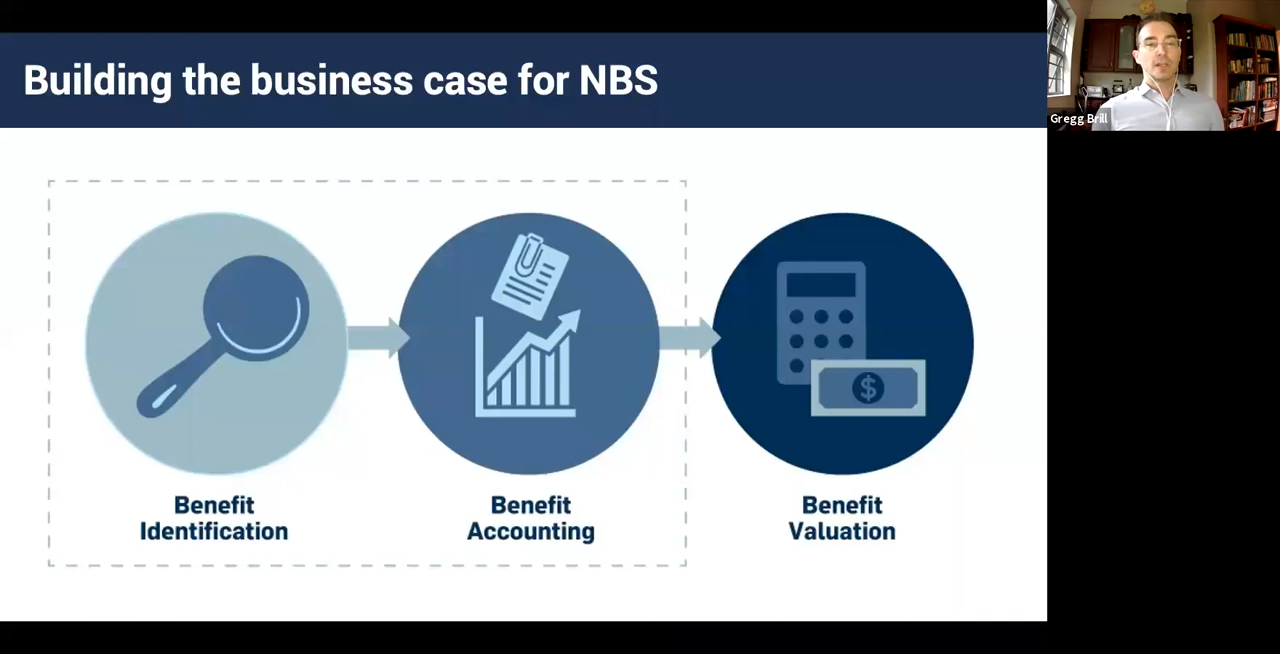 Building the business case for NBS
Gregg Brill
$
Benefit
Identification
Benefit
Accounting
Benefit
Valuation